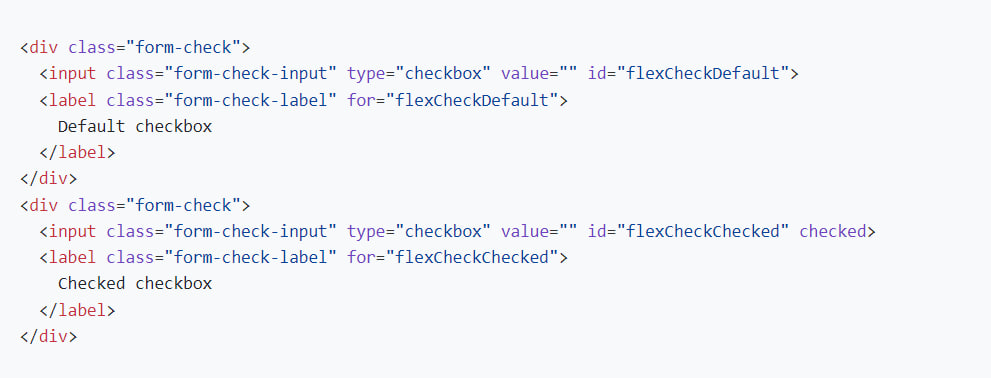 <div class="form-check">
  <input class="form-check-input" type="checkbox" value="" id="flexCheckDefault">
  <label class="form-check-label" for="flexCheckDefault">
    Default checkbox
  </label>
</div>
<div class="form-check">
  <input class="form-check-input" type="checkbox" value="" id="flexCheckChecked" checked>
  <label class="form-check-label" for="flexCheckChecked">
    Checked checkbox
  </label>
</div>